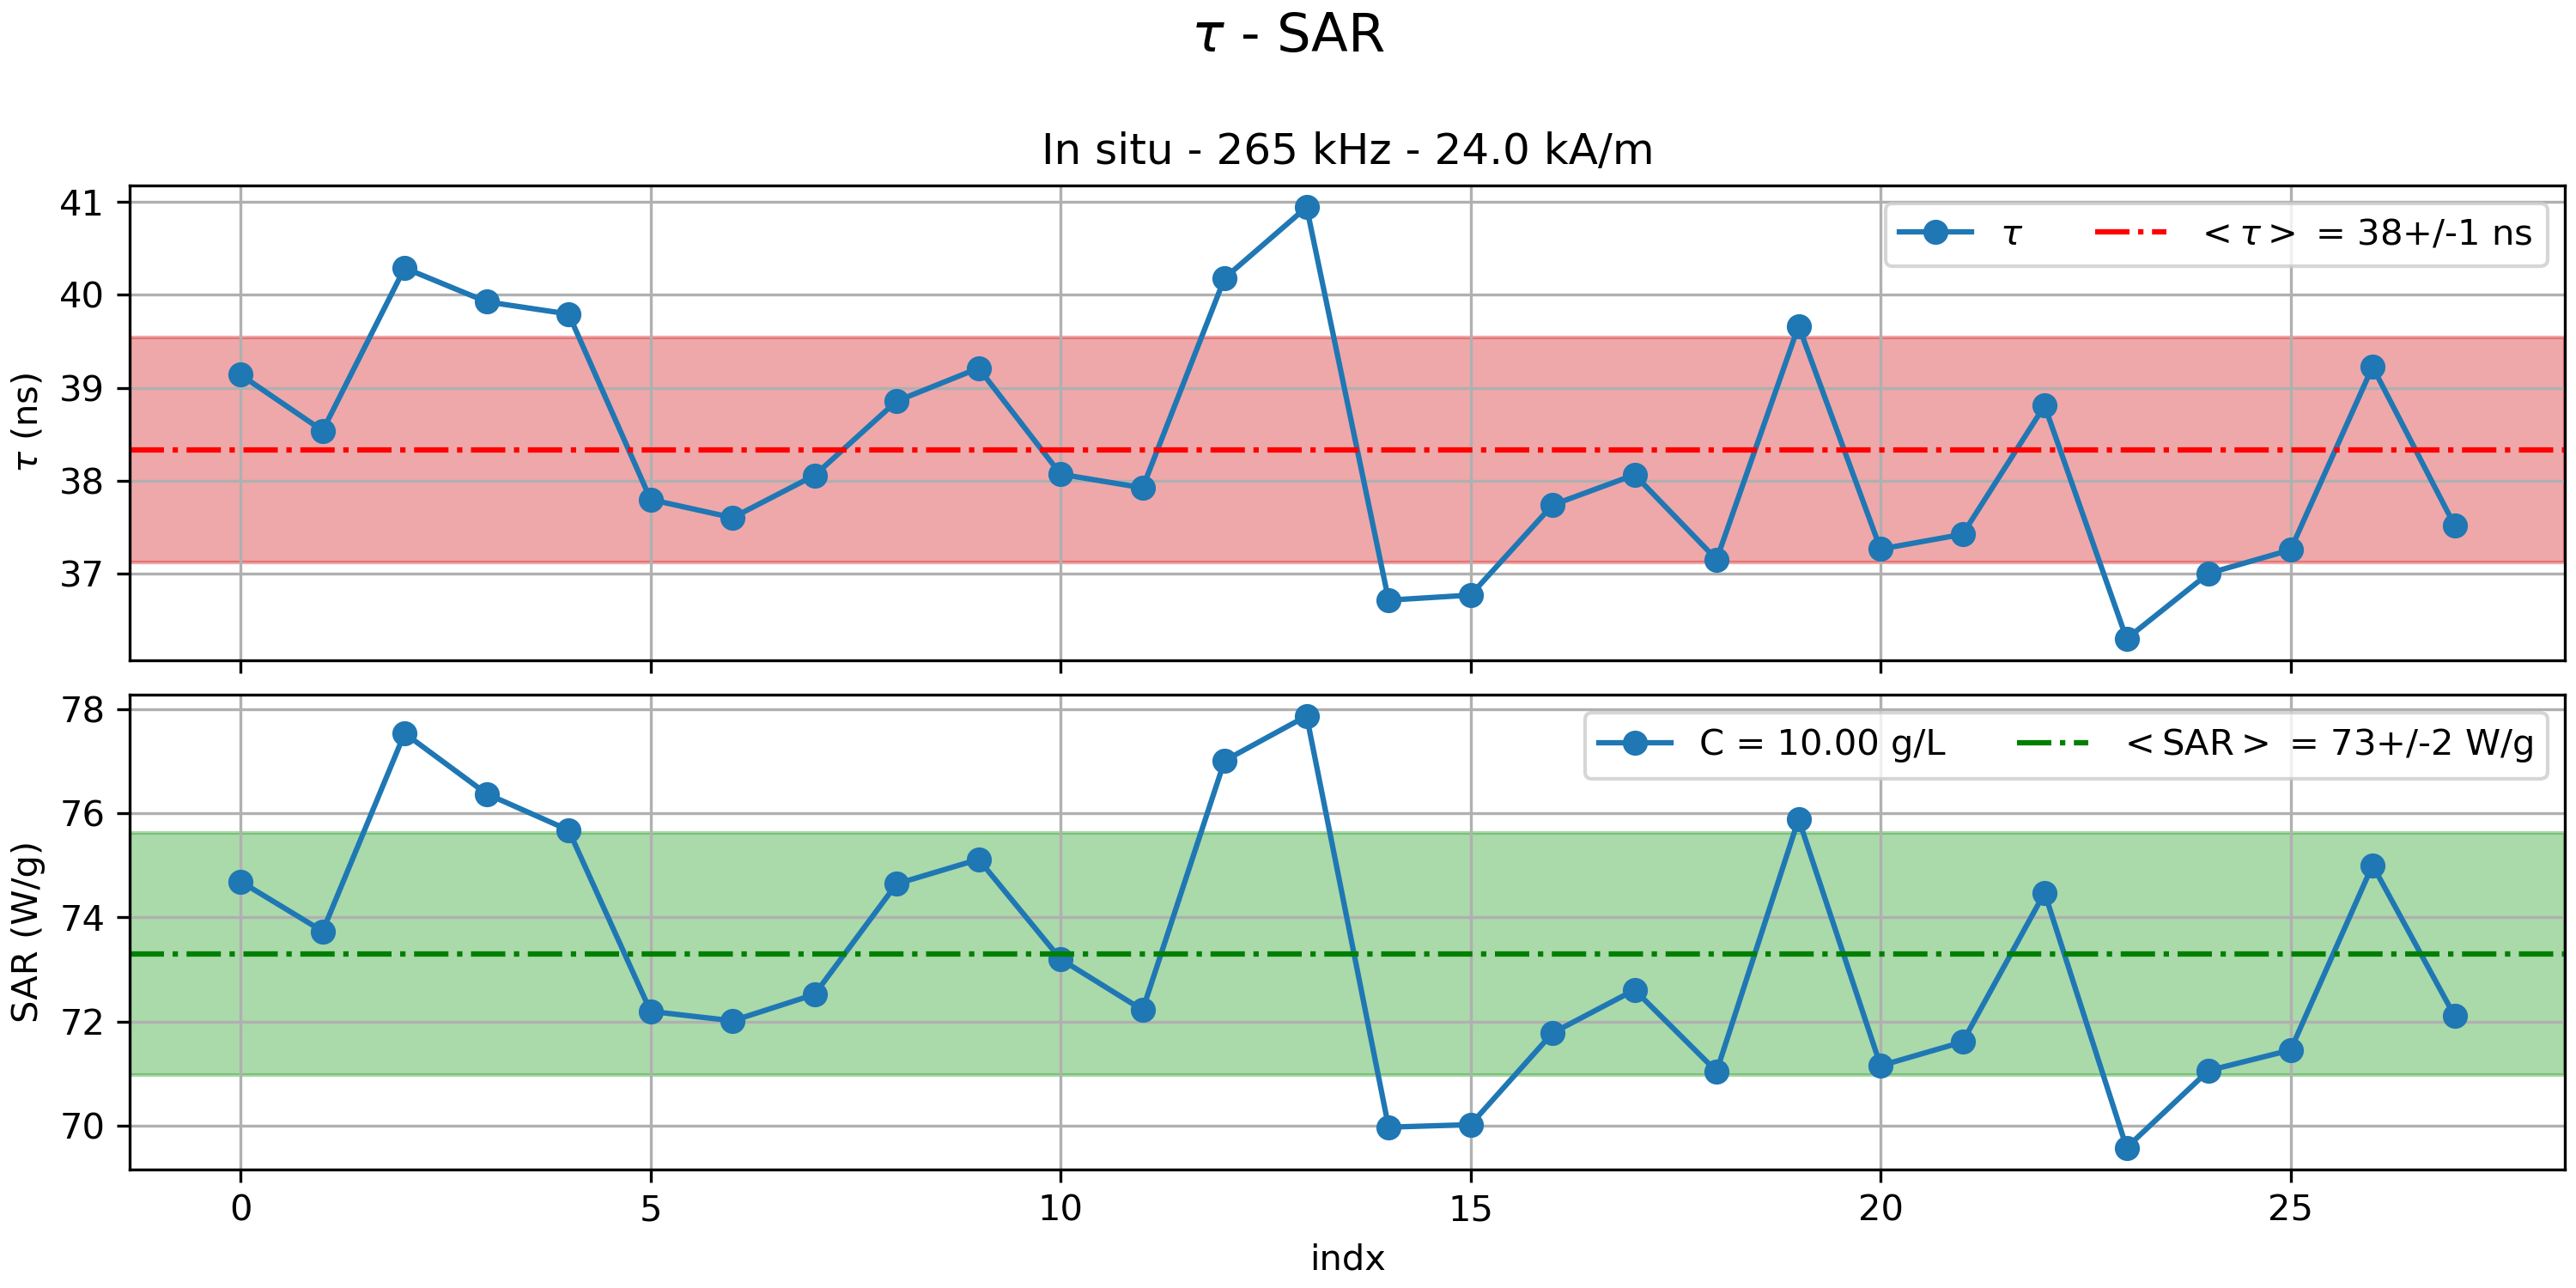 τ - SAR
In situ - 265 kHz - 24.0 kA/m
41
40
39
38
37
τ (ns)
τ
<τ> = 38+/-1 ns
78
76
74
72
70
SAR (W/g)
C = 10.00 g/L
<SAR> = 73+/-2 W/g
0 5 10 15 20 25
indx